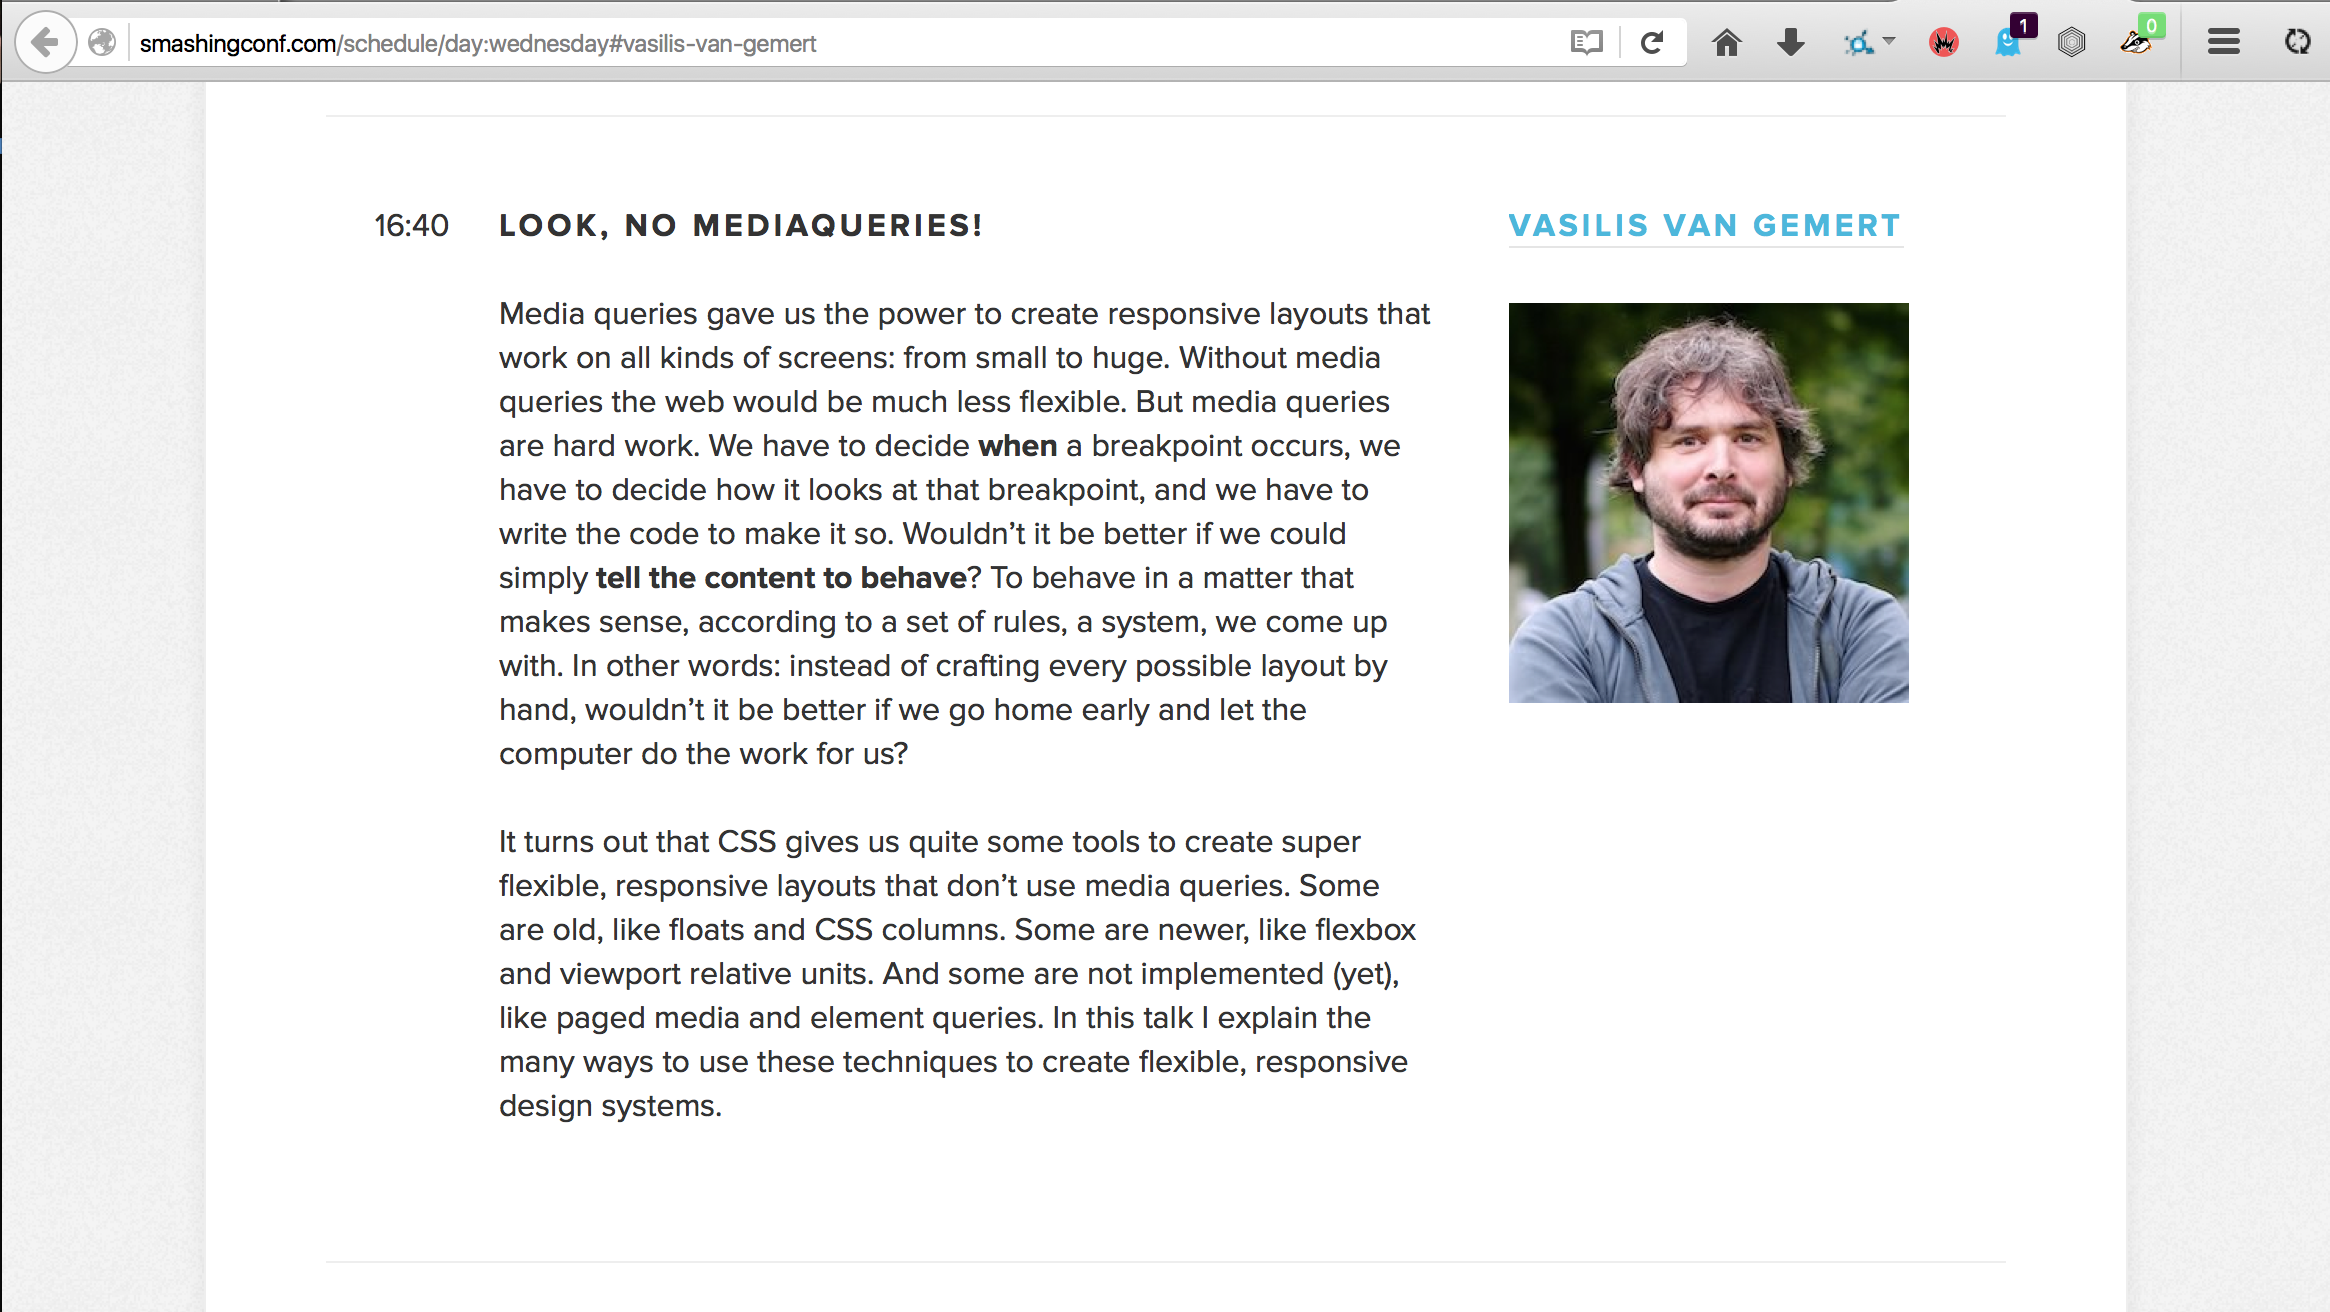 smashingconf.com/schedule/day:wednesday#vasilis-van-gemert
1
0
16:40
LOOK, NO MEDIAQUERIES!
VASILIS VAN GEMERT
Media queries gave us the power to create responsive layouts that
work on all kinds of screens: from small to huge. Without media
queries the web would be much less flexible. But media queries
are hard work. We have to decide when a breakpoint occurs, we
have to decide how it looks at that breakpoint, and we have to
write the code to make it so. Wouldn’t it be better if we could
simply tell the content to behave? To behave in a matter that
makes sense, according to a set of rules, a system, we come up
with. In other words: instead of crafting every possible layout by
hand, wouldn’t it be better if we go home early and let the
computer do the work for us?
It turns out that CSS gives us quite some tools to create super
flexible, responsive layouts that don’t use media queries. Some
are old, like floats and CSS columns. Some are newer, like flexbox
and viewport relative units. And some are not implemented (yet),
like paged media and element queries. In this talk I explain the
many ways to use these techniques to create flexible, responsive
design systems.